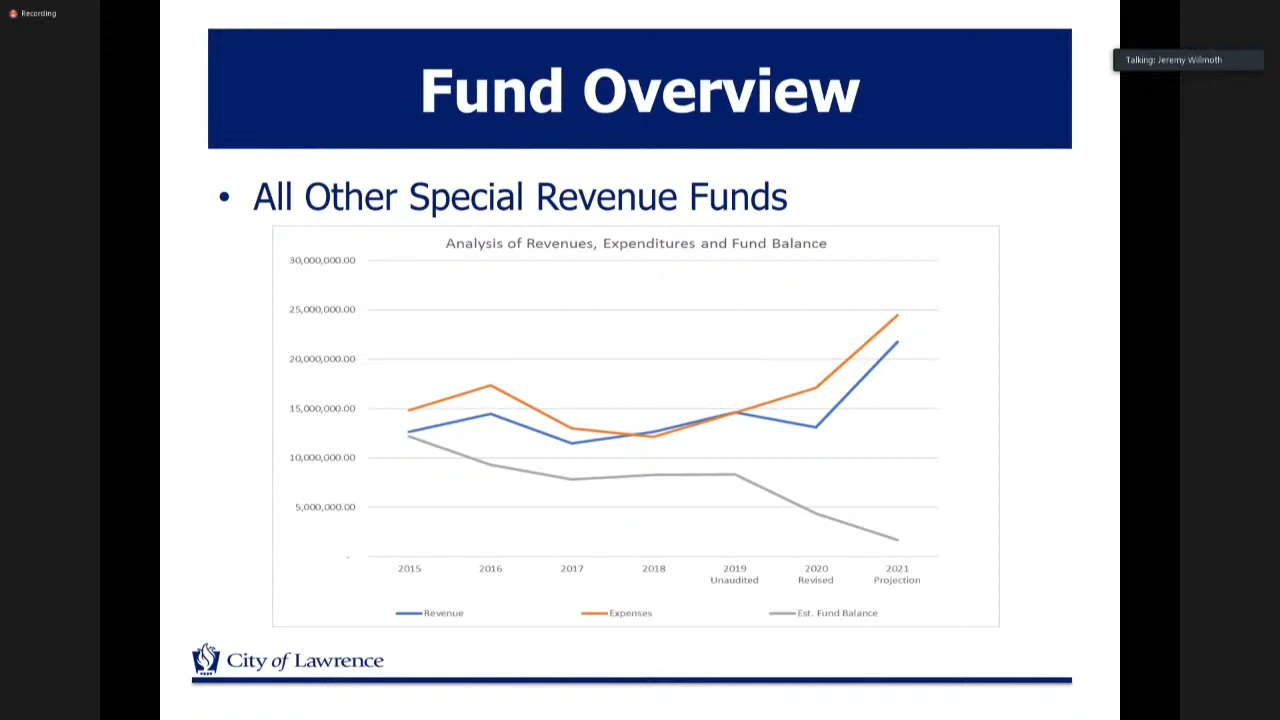 Recording
Talking: Jeremy Willmoth
Fund Overview
• All Other Special Revenue Funds
Analysis of Revenues, Expenditures and Fund Balance
30,000,000.00
25,000,000.00
20,000,000.00
15,000,000.00
10,000,000.00
5,000,000.00
-
2015 2016 2017 2018 2019 2020 2021
Unaudited Revised Projection
Revenue Expenses Est. Fund Balance
City of Lawrence